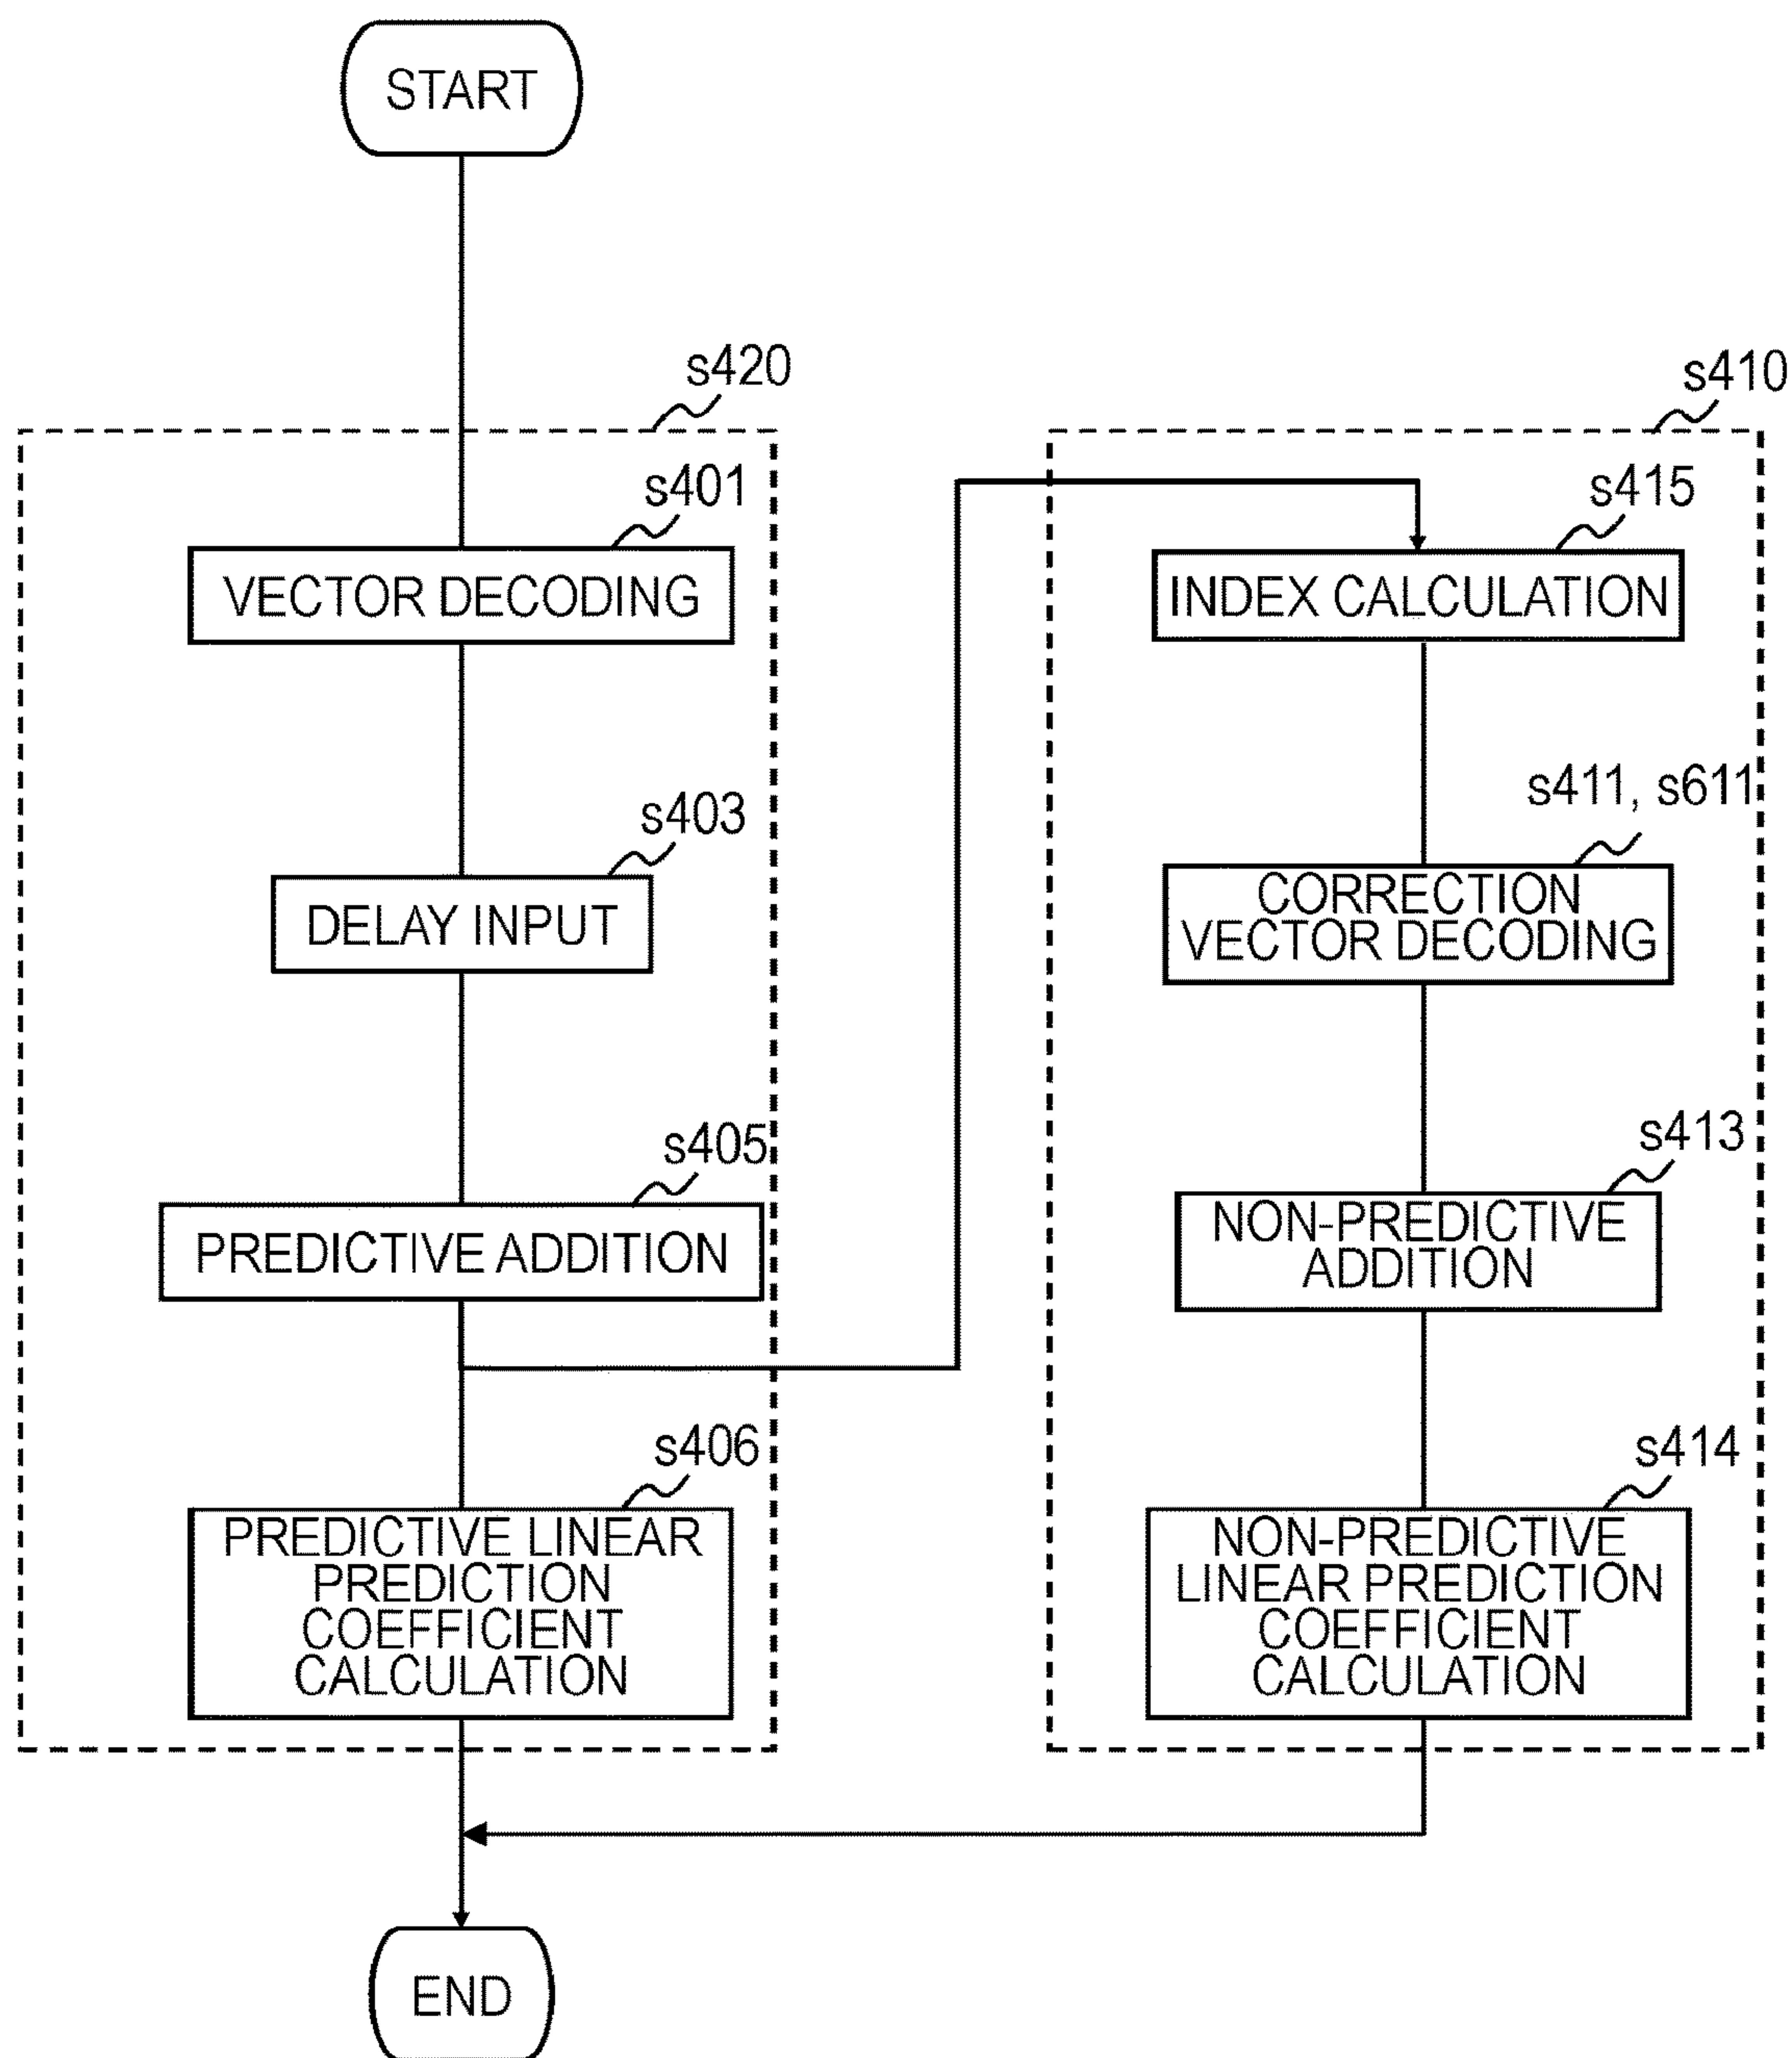 START
s420
s401
VECTOR DECODING
s403
DELAY INPUT
s405
PREDICTIVE ADDITION
s406
PREDICTIVE LINEAR
PREDICTION
COEFFICIENT
CALCULATION
s410
s415
INDEX CALCULATION
s411, s611
CORRECTION
VECTOR DECODING
s413
NON-PREDICTIVE
ADDITION
s414
NON-PREDICTIVE
LINEAR PREDICTION
COEFFICIENT
CALCULATION
END